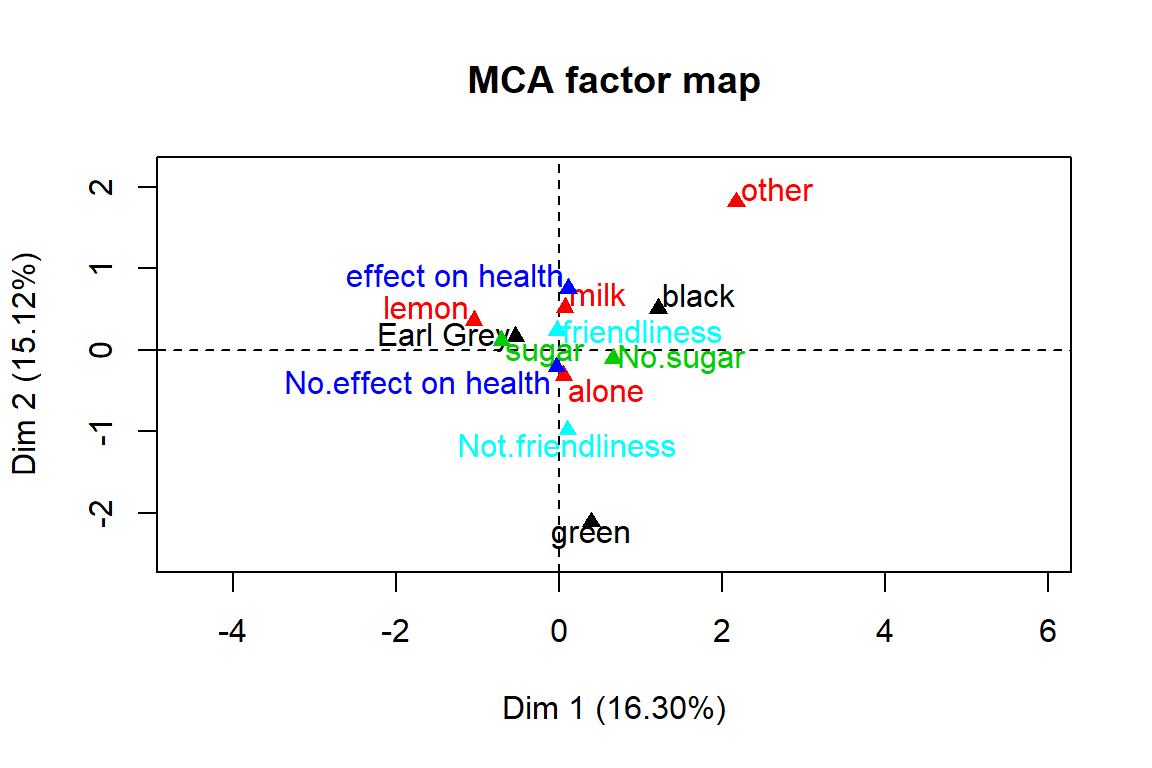 MCA factor map
Dim 2 (15.12%)
2
1
0
-1
-2
other
effect on health
milk
black
lemon
Earl Grey
friendliness
sugar
No.sugar
No.effect on health
alone
Not.friendliness
green
-4
-2
0
2
4
6
Dim 1 (16.30%)